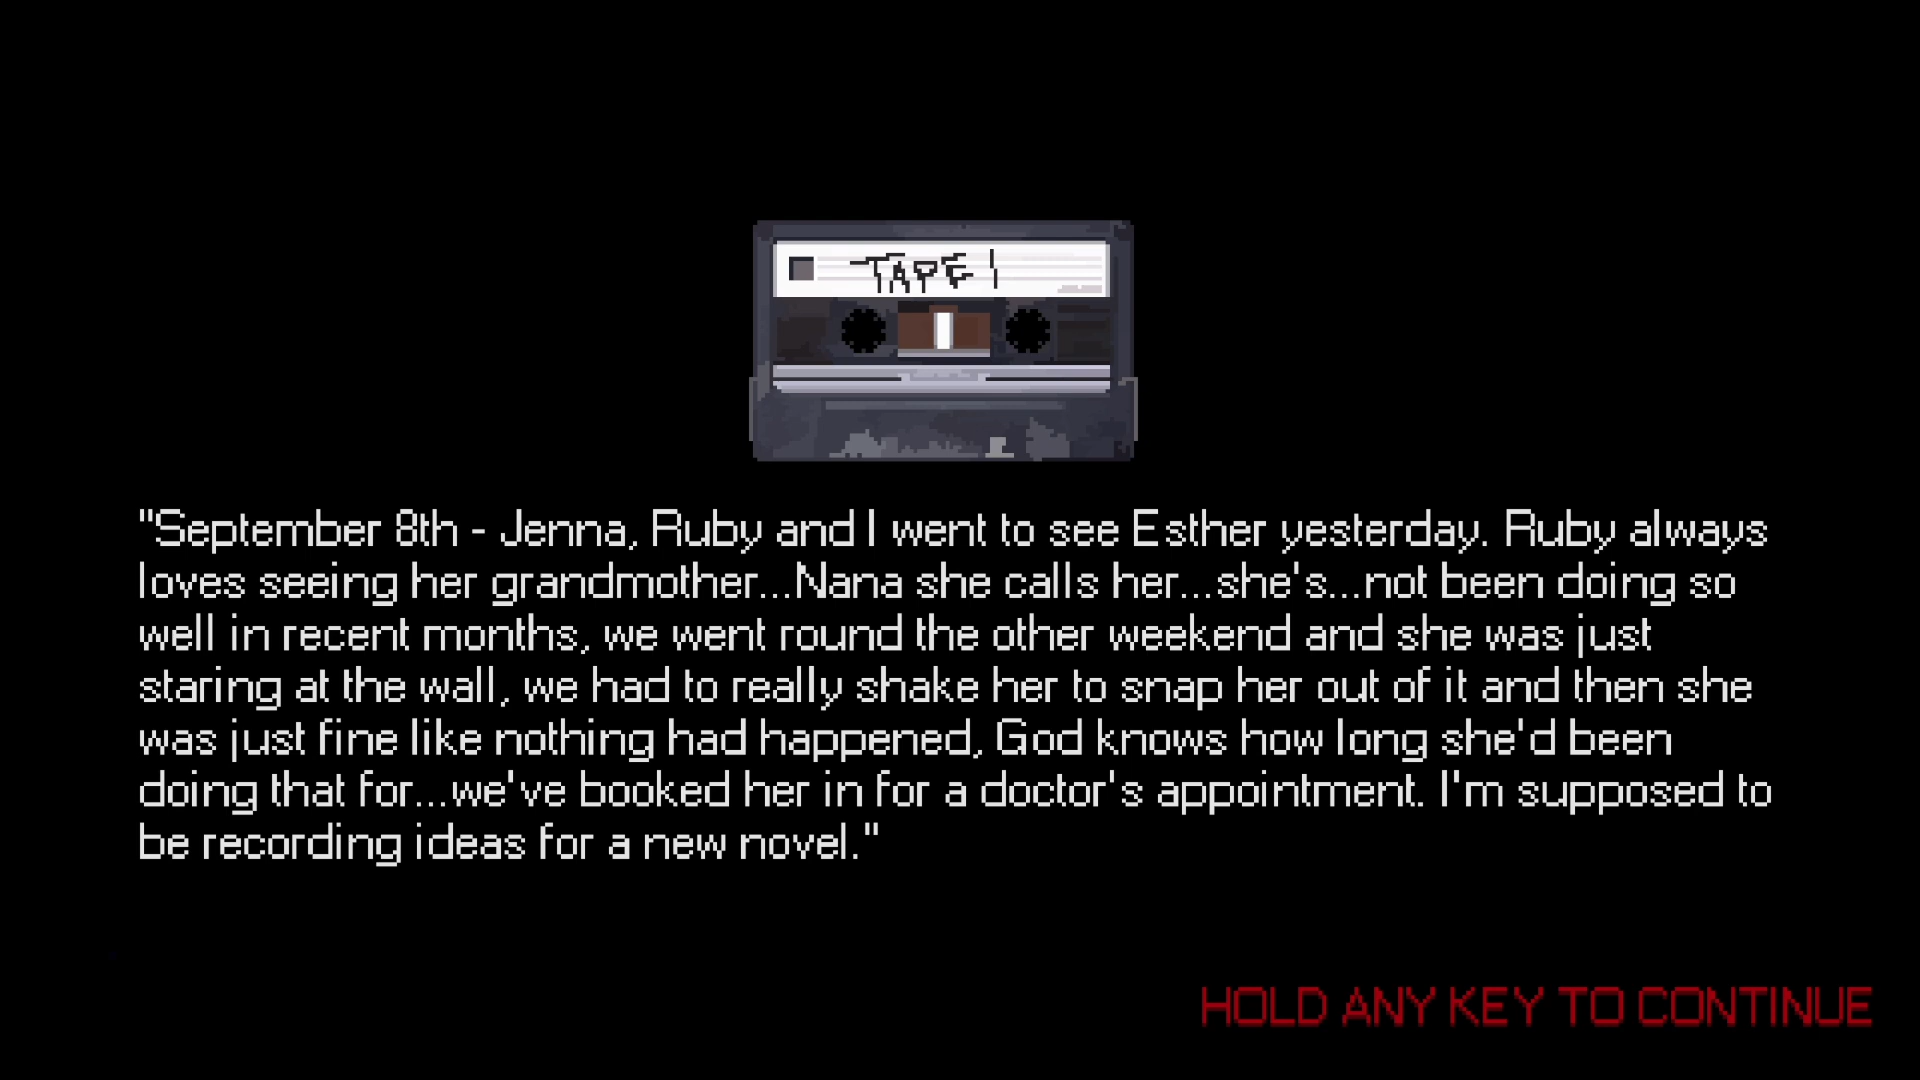 TAPE 1
"September 8th - Jenna, Ruby and I went to see Esther yesterday. Ruby always
loves seeing her grandmother...Nana she calls her...she's...not been doing so
well in recent months, we went round the other weekend and she was just
staring at the wall, we had to really shake her to snap her out of it and then she
was just fine like nothing had happened, God knows how long she'd been
doing that for...we've booked her in for a doctor's appointment. I'm supposed to
be recording ideas for a new novel."
HOLD ANY KEY TO CONTINUE